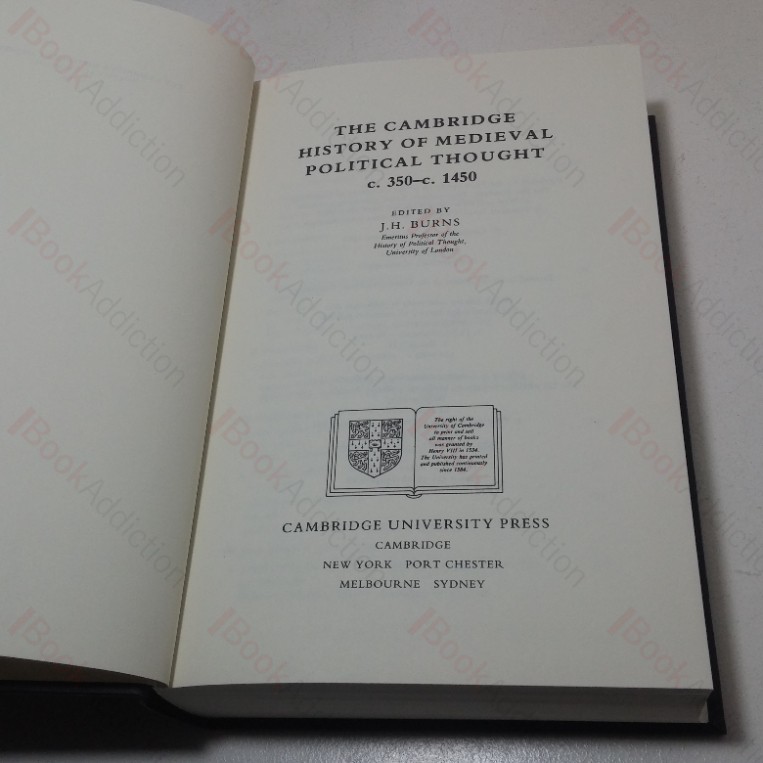 THE CAMBRIDGE
HISTORY OF MEDIEVAL
POLITICAL THOUGHT
c. 350–c. 1450
EDITED BY
J.H. BURNS
Emeritus Professor of the
History of Political Thought,
University of London
The right of the
University of Cambridge
to print and sell
all manner of books
was granted by
Henry VIII in 1534.
The University has printed
and published continuously
since 1584.
CAMBRIDGE UNIVERSITY PRESS
CAMBRIDGE
NEW YORK PORT CHESTER
MELBOURNE SYDNEY
BookAddiction